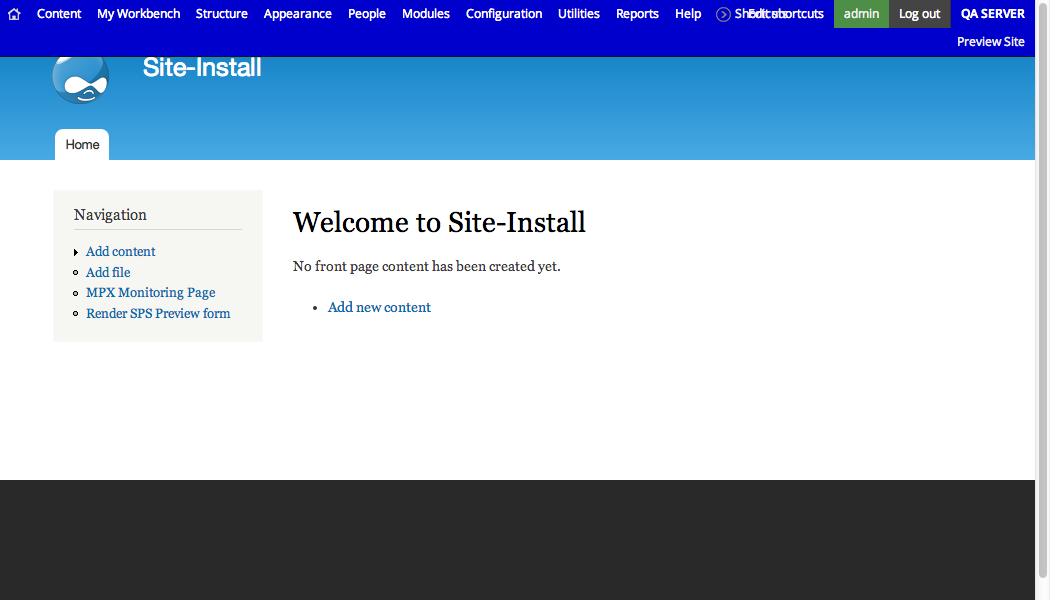 Content My Workbench Structure Appearance People Modules Configuration Utilities Reports Help Shortcuts Edit shortcuts admin Log out QA SERVER
Preview Site
Site-Install
Home
Navigation
Add content
Add file
MPX Monitoring Page
Render SPS Preview form
Welcome to Site-Install
No front page content has been created yet.
Add new content